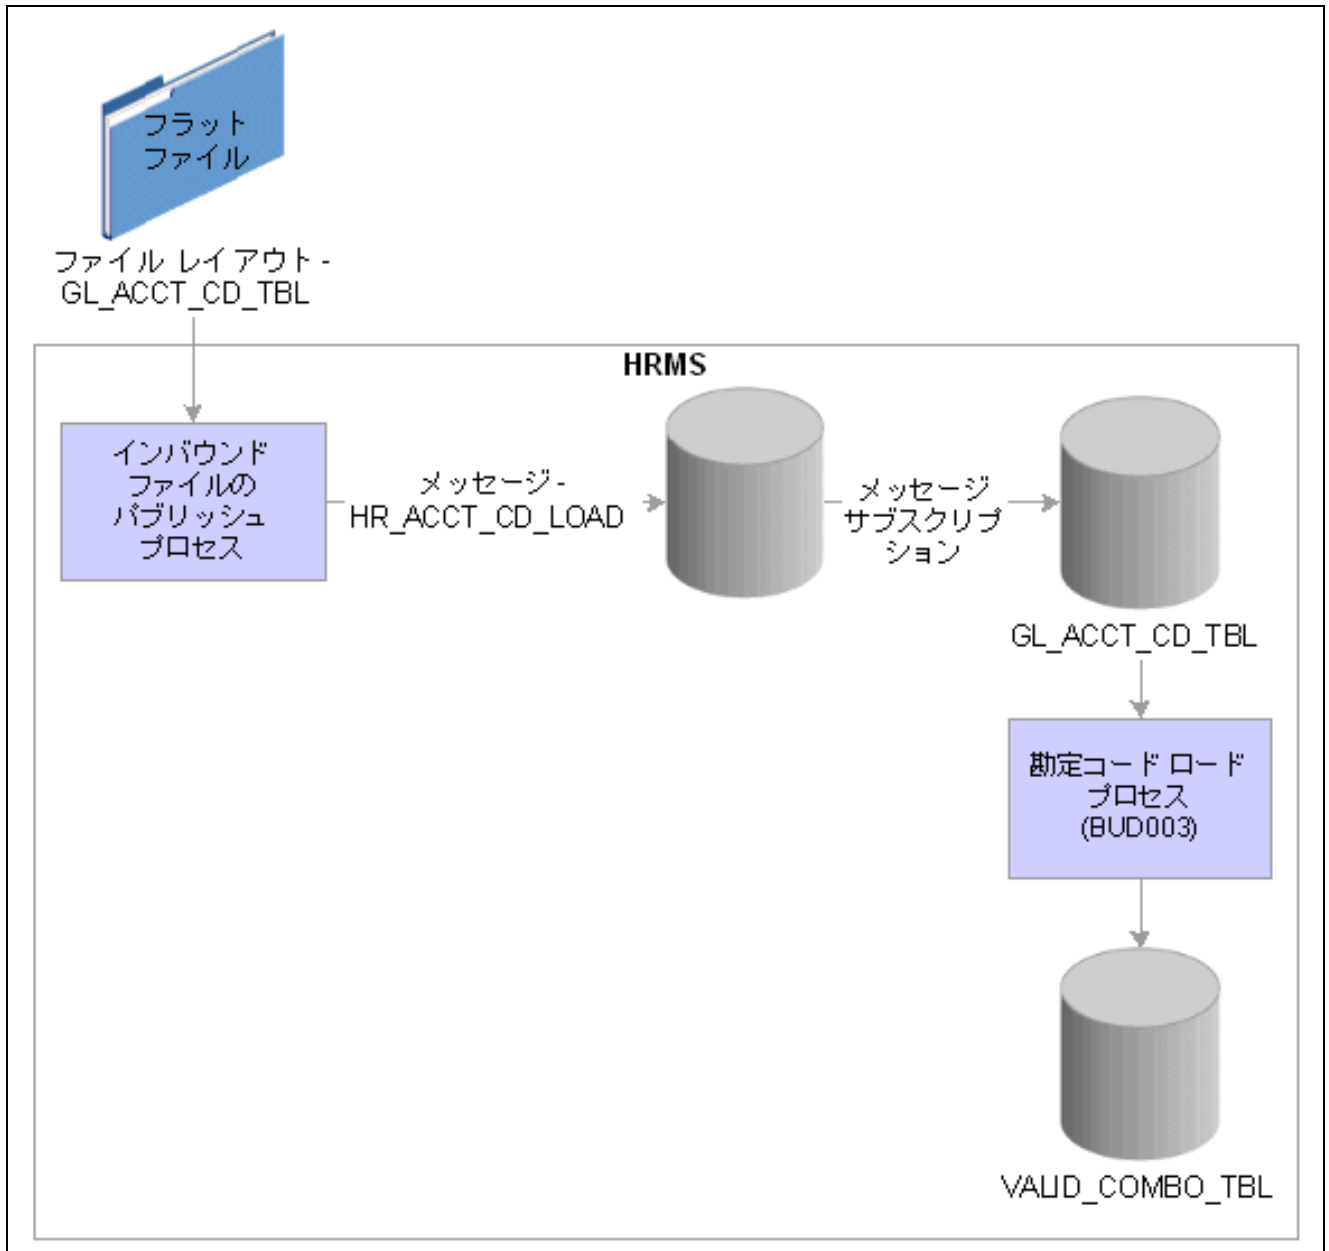 フラット
ファイル
ファイル レイアウト -
GL_ACCT_CD_TBL
HRMS
インバウンド
ファイルの
パブリッシュ
プロセス
メッセージ -
HR_ACCT_CD_LOAD
メッセージ
サブスクリプ
ション
GL_ACCT_CD_TBL
勘定コード ロード
プロセス
(BUD003)
VALID_COMBO_TBL